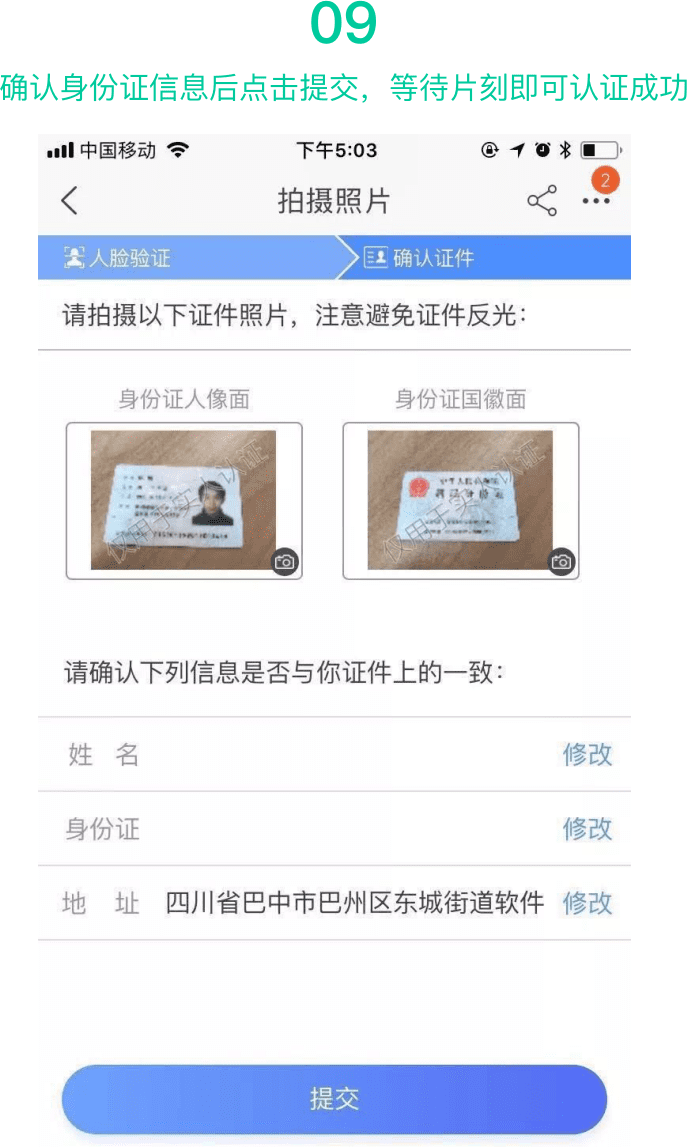 09
确认身份证信息后点击提交，等待片刻即可认证成功
中国移动 下午5:03
拍摄照片 2
人脸验证 确认证件
请拍摄以下证件照片，注意避免证件反光：
身份证人像面 身份证国徽面
仅用于实人认证 仅用于实人认证
请确认下列信息是否与你证件上的一致：
姓 名 修改
身份证 修改
地 址 四川省巴中市巴州区东城街道软件 修改
提交